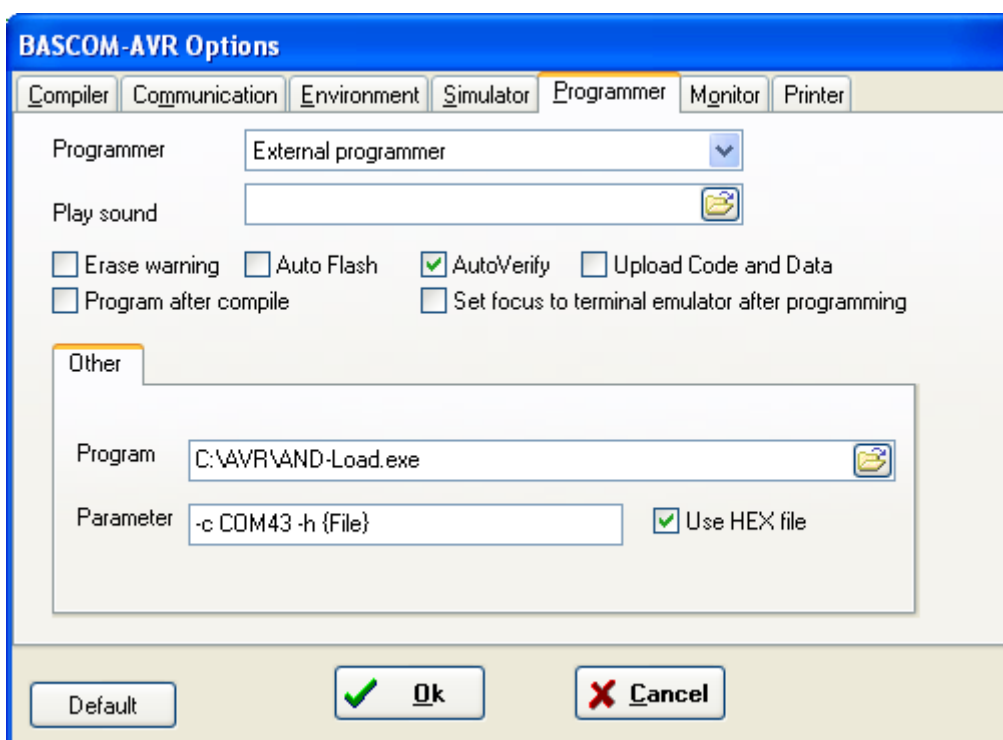 BASCOM-AVR Options
Compiler Communication Environment Simulator Programmer Monitor Printer
Programmer External programmer
Play sound
Erase warning Auto Flash AutoVerify Upload Code and Data
Program after compile Set focus to terminal emulator after programming
Other
Program C:\AVR\AND-Load.exe
Parameter -c COM43 -h {File} Use HEX file
Default Ok Cancel